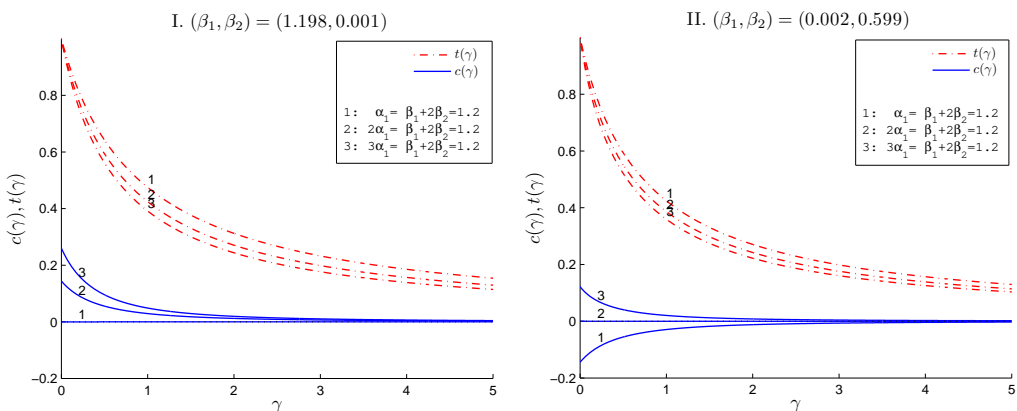 I. (β₁, β₂) = (1.198, 0.001)
t(γ)
c(γ)
1: α₁= β₁+2β₂=1.2
2: 2α₁= β₁+2β₂=1.2
3: 3α₁= β₁+2β₂=1.2
c(γ), t(γ)
0.8
0.6
0.4
0.2
0
−0.2
1
2
3
3
2
1
0 1 2 3 4 5
γ
II. (β₁, β₂) = (0.002, 0.599)
t(γ)
c(γ)
1: α₁= β₁+2β₂=1.2
2: 2α₁= β₁+2β₂=1.2
3: 3α₁= β₁+2β₂=1.2
c(γ), t(γ)
0.8
0.6
0.4
0.2
0
−0.2
1
2
3
3
2
1
0 1 2 3 4 5
γ